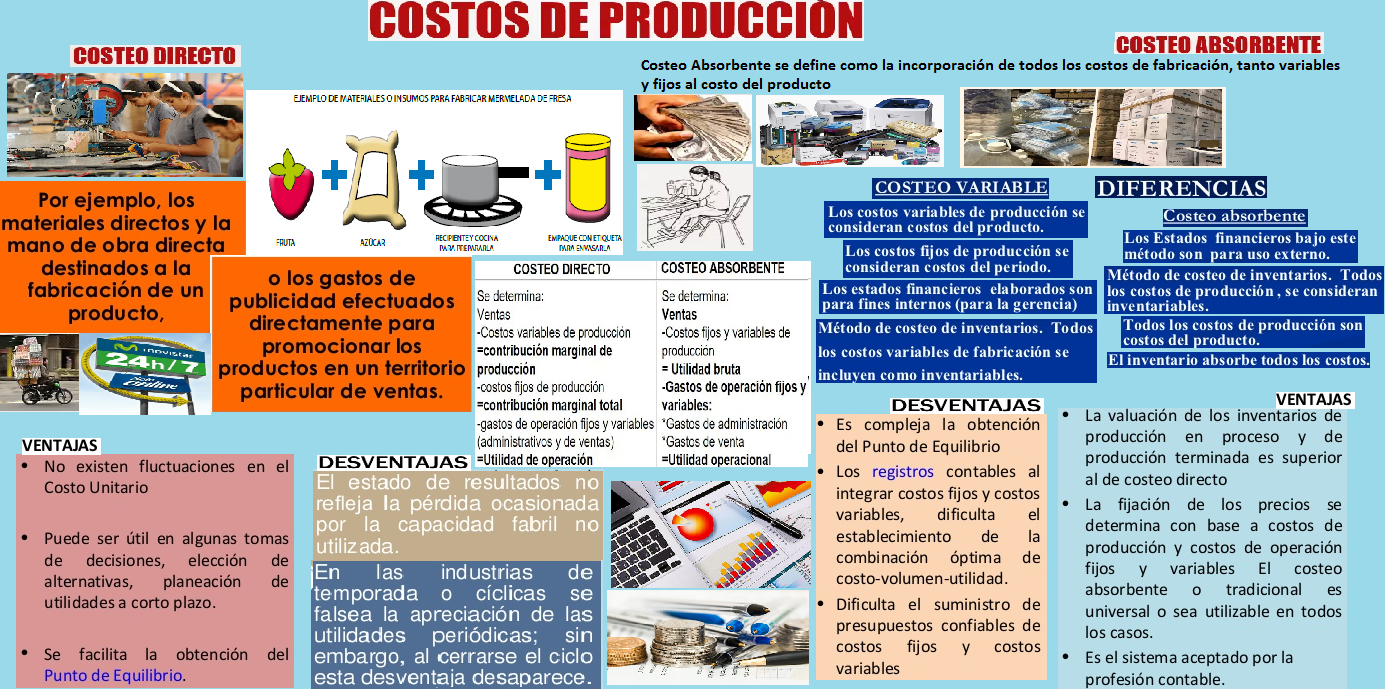 COSTOS DE PRODUCCIÓN
COSTEO DIRECTO
COSTEO ABSORBENTE
Costeo Absorbente se define como la incorporación de todos los costos de fabricación, tanto variables
y fijos al costo del producto
EJEMPLO DE MATERIALES O INSUMOS PARA FABRICAR MERMELADA DE FRESA
FRUTA
AZÚCAR
RECIPIENTE Y COCINA
PARA PREPARARLA
EMPAQUE CON ETIQUETA
PARA ENVASARLA
Por ejemplo, los
materiales directos y la
mano de obra directa
destinados a la
fabricación de un
producto,
movistar
24h/7
Online
o los gastos de
publicidad efectuados
directamente para
promocionar los
productos en un territorio
particular de ventas.
COSTEO DIRECTO
Se determina:
Ventas
-Costos variables de producción
=contribución marginal de
producción
-costos fijos de producción
=contribución marginal total
-gastos de operación fijos y variables
(administrativos y de ventas)
=Utilidad de operación
COSTEO ABSORBENTE
Se determina:
Ventas
-Costos fijos y variables de
producción
= Utilidad bruta
-Gastos de operación fijos y
variables:
*Gastos de administración
*Gastos de venta
=Utilidad operacional
DIFERENCIAS
COSTEO VARIABLE
Los costos variables de producción se
consideran costos del producto.
Los costos fijos de producción se
consideran costos del periodo.
Los estados financieros elaborados son
para fines internos (para la gerencia)
Método de costeo de inventarios. Todos
los costos variables de fabricación se
incluyen como inventariables.
Costeo absorbente
Los Estados financieros bajo este
método son para uso externo.
Método de costeo de inventarios. Todos
los costos de producción , se consideran
inventariables.
Todos los costos de producción son
costos del producto.
El inventario absorbe todos los costos.
VENTAJAS
• No existen fluctuaciones en el
Costo Unitario
• Puede ser útil en algunas tomas
de decisiones, elección de
alternativas, planeación de
utilidades a corto plazo.
• Se facilita la obtención del
Punto de Equilibrio.
DESVENTAJAS
El estado de resultados no
refleja la pérdida ocasionada
por la capacidad fabril no
utilizada.
En las industrias de
temporada o cíclicas se
falsea la apreciación de las
utilidades periódicas; sin
embargo, al cerrarse el ciclo
esta desventaja desaparece.
DESVENTAJAS
• Es compleja la obtención
del Punto de Equilibrio
• Los registros contables al
integrar costos fijos y costos
variables, dificulta el
establecimiento de la
combinación óptima de
costo-volumen-utilidad.
• Dificulta el suministro de
presupuestos confiables de
costos fijos y costos
variables
VENTAJAS
• La valuación de los inventarios de
producción en proceso y de
producción terminada es superior
al de costeo directo
• La fijación de los precios se
determina con base a costos de
producción y costos de operación
fijos y variables El costeo
absorbente o tradicional es
universal o sea utilizable en todos
los casos.
• Es el sistema aceptado por la
profesión contable.